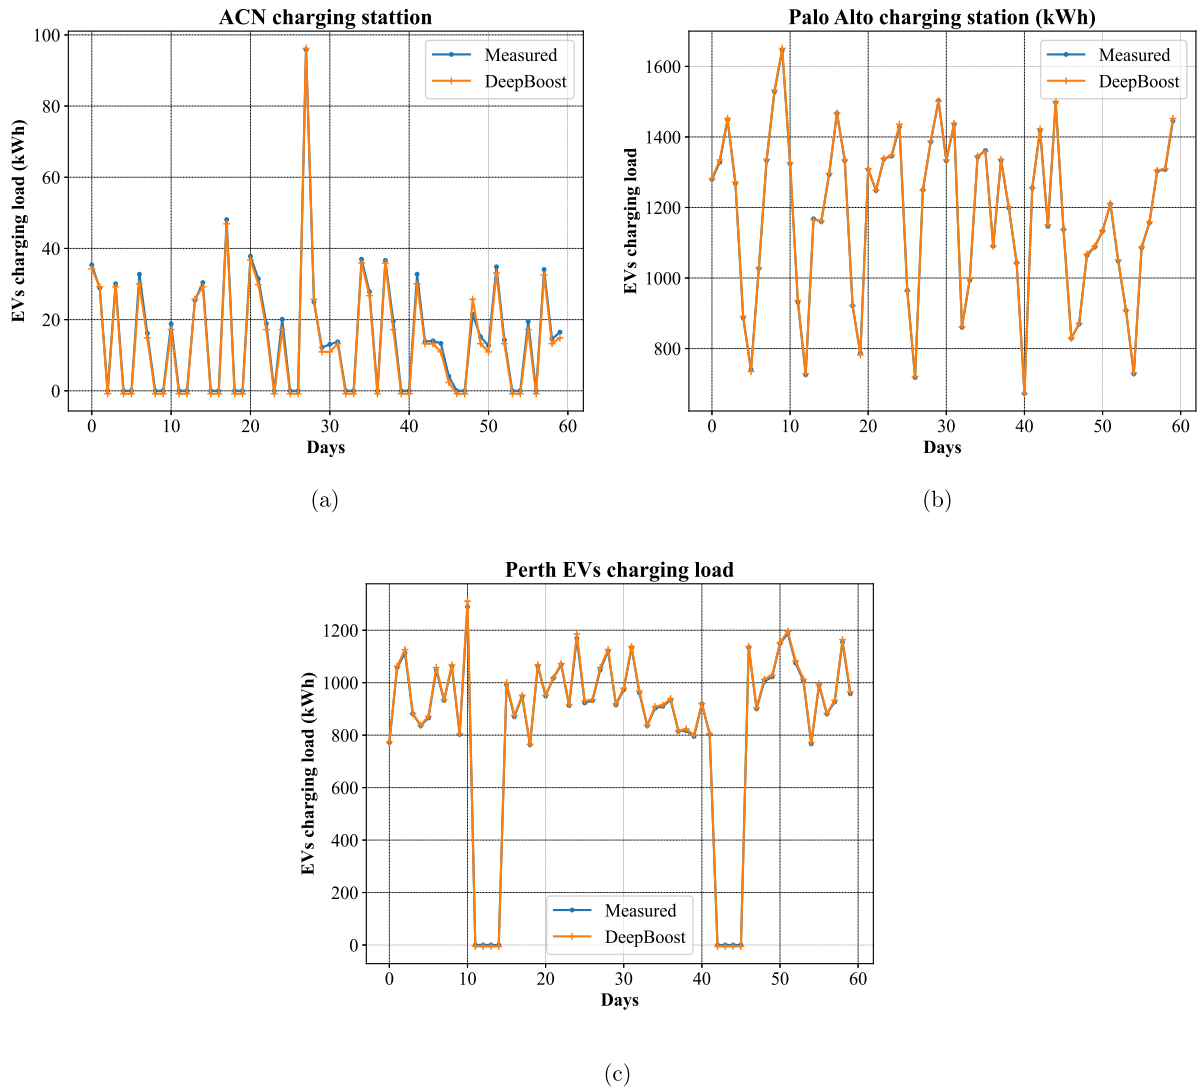 ACN charging stattion
100
80
60
40
20
0
EVs charging load (kWh)
Measured
DeepBoost
0 10 20 30 40 50 60
Days
(a)
Palo Alto charging station (kWh)
1600
1400
1200
1000
800
EVs charging load
Measured
DeepBoost
0 10 20 30 40 50 60
Days
(b)
Perth EVs charging load
1200
1000
800
600
400
200
0
EVs charging load (kWh)
Measured
DeepBoost
0 10 20 30 40 50 60
Days
(c)